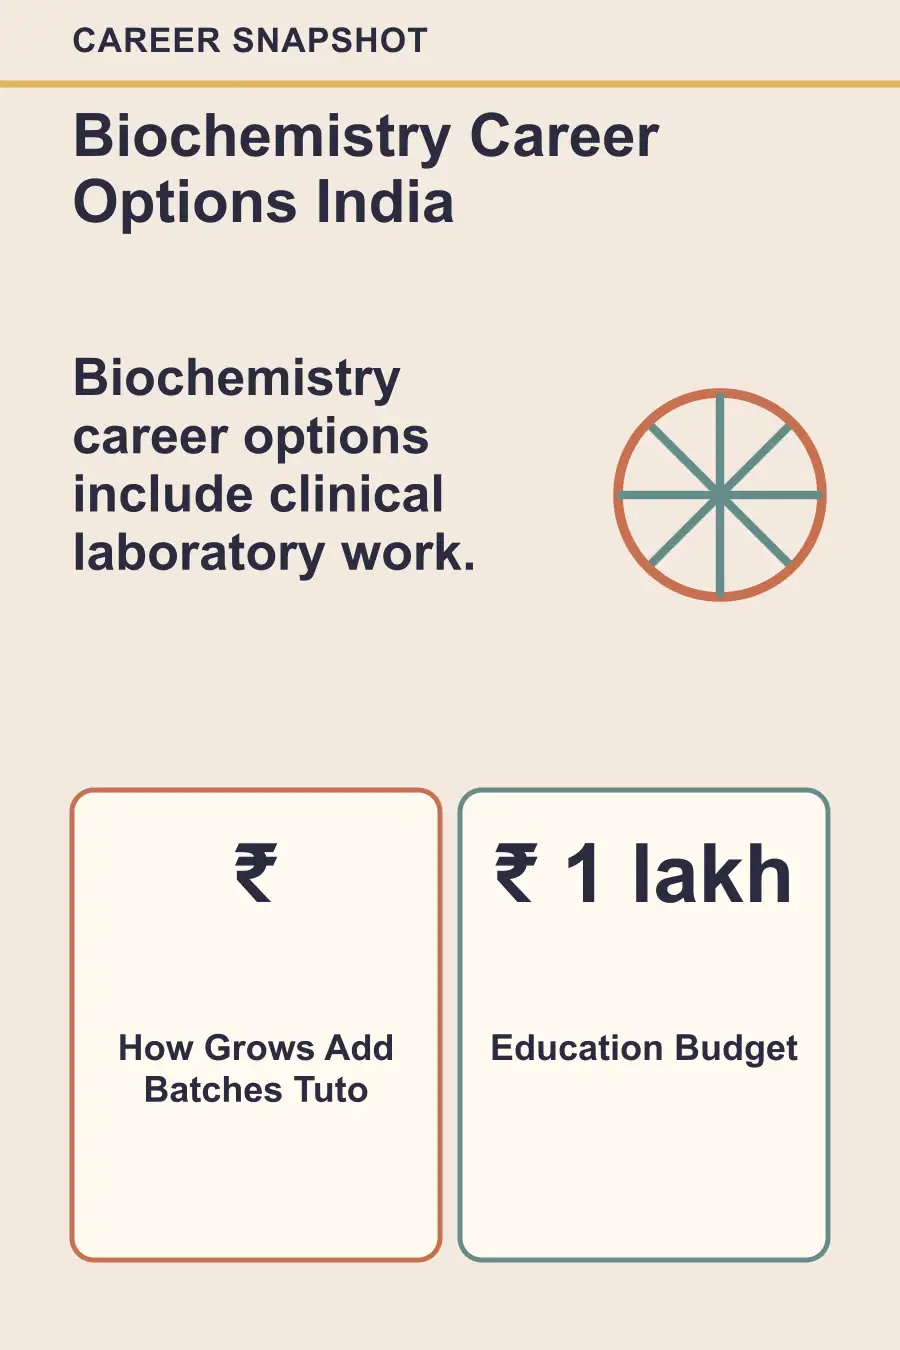 CAREER SNAPSHOT
Biochemistry Career
Options India
Biochemistry
career options
include clinical
laboratory work.
₹
How Grows Add
Batches Tuto
₹ 1 lakh
Education Budget